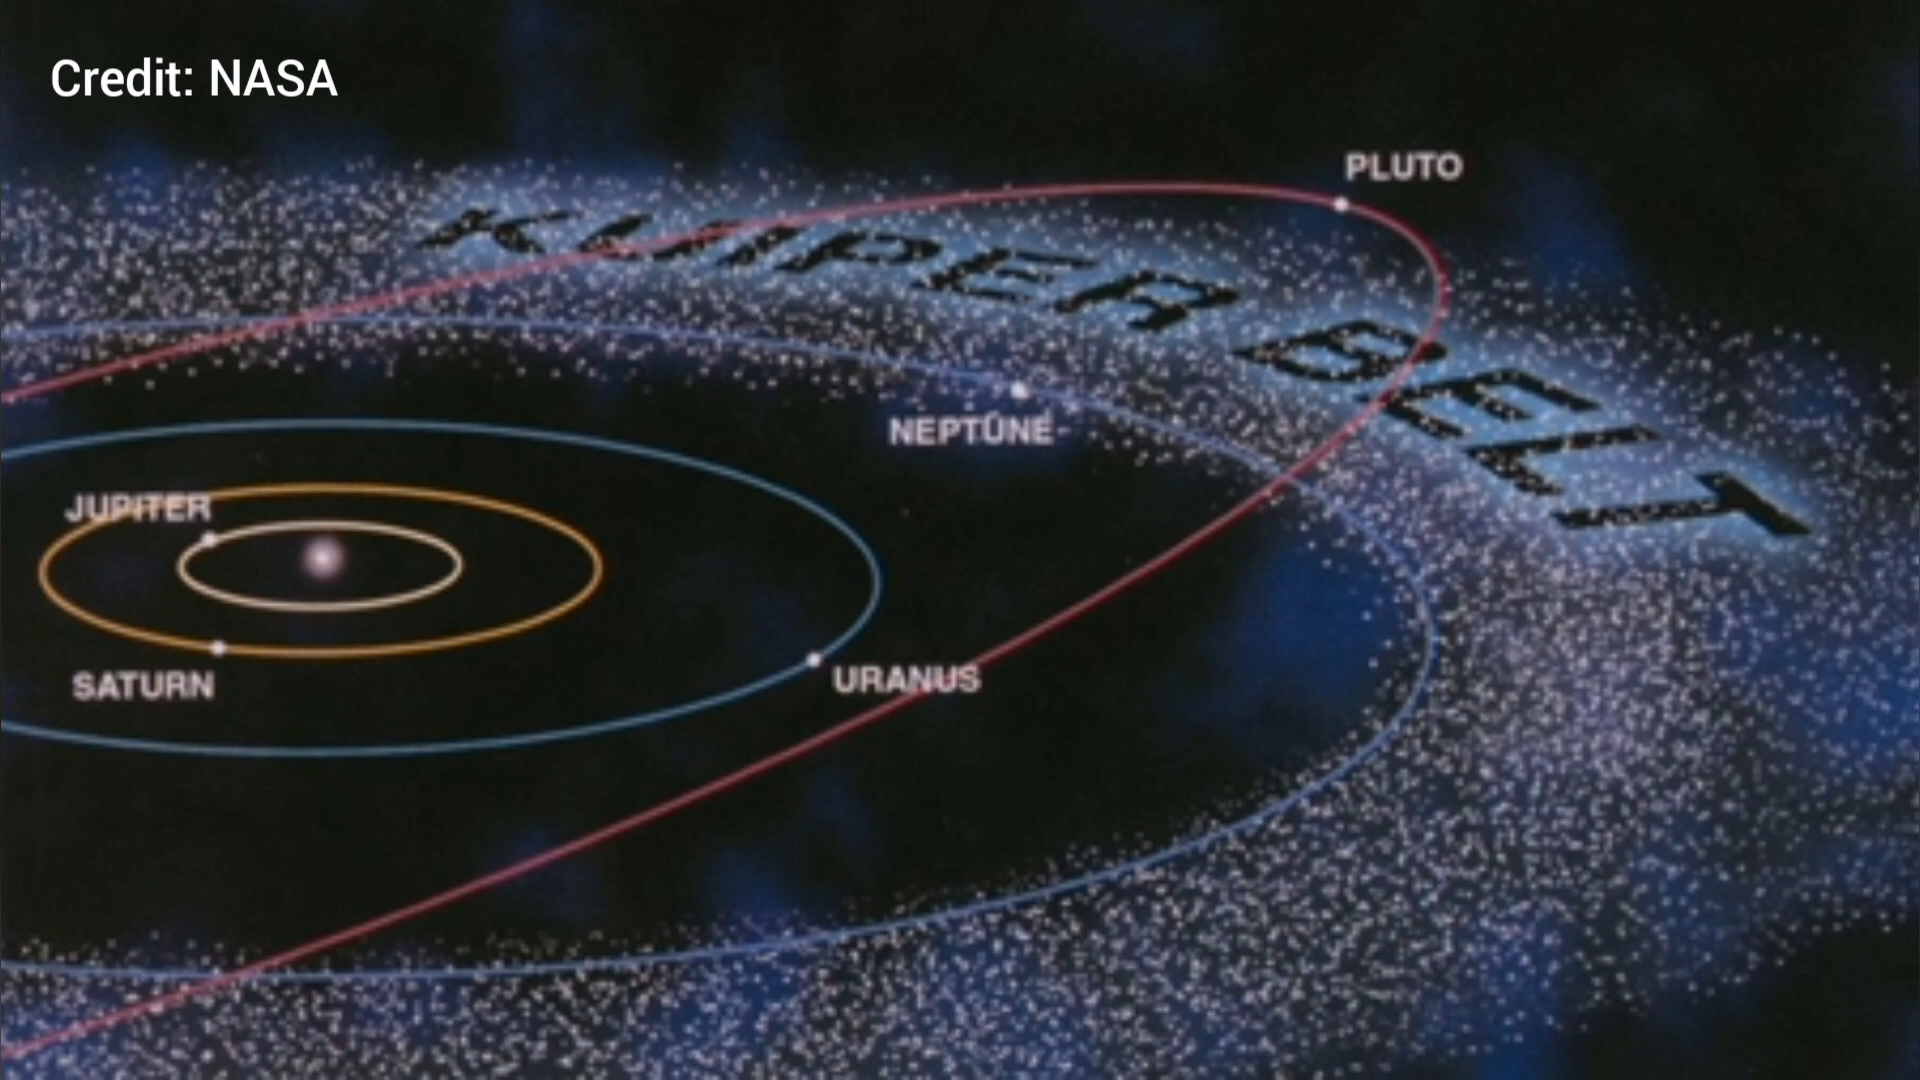 Credit: NASA
PLUTO
KUIPER BELT
NEPTUNE
JUPITER
SATURN
URANUS